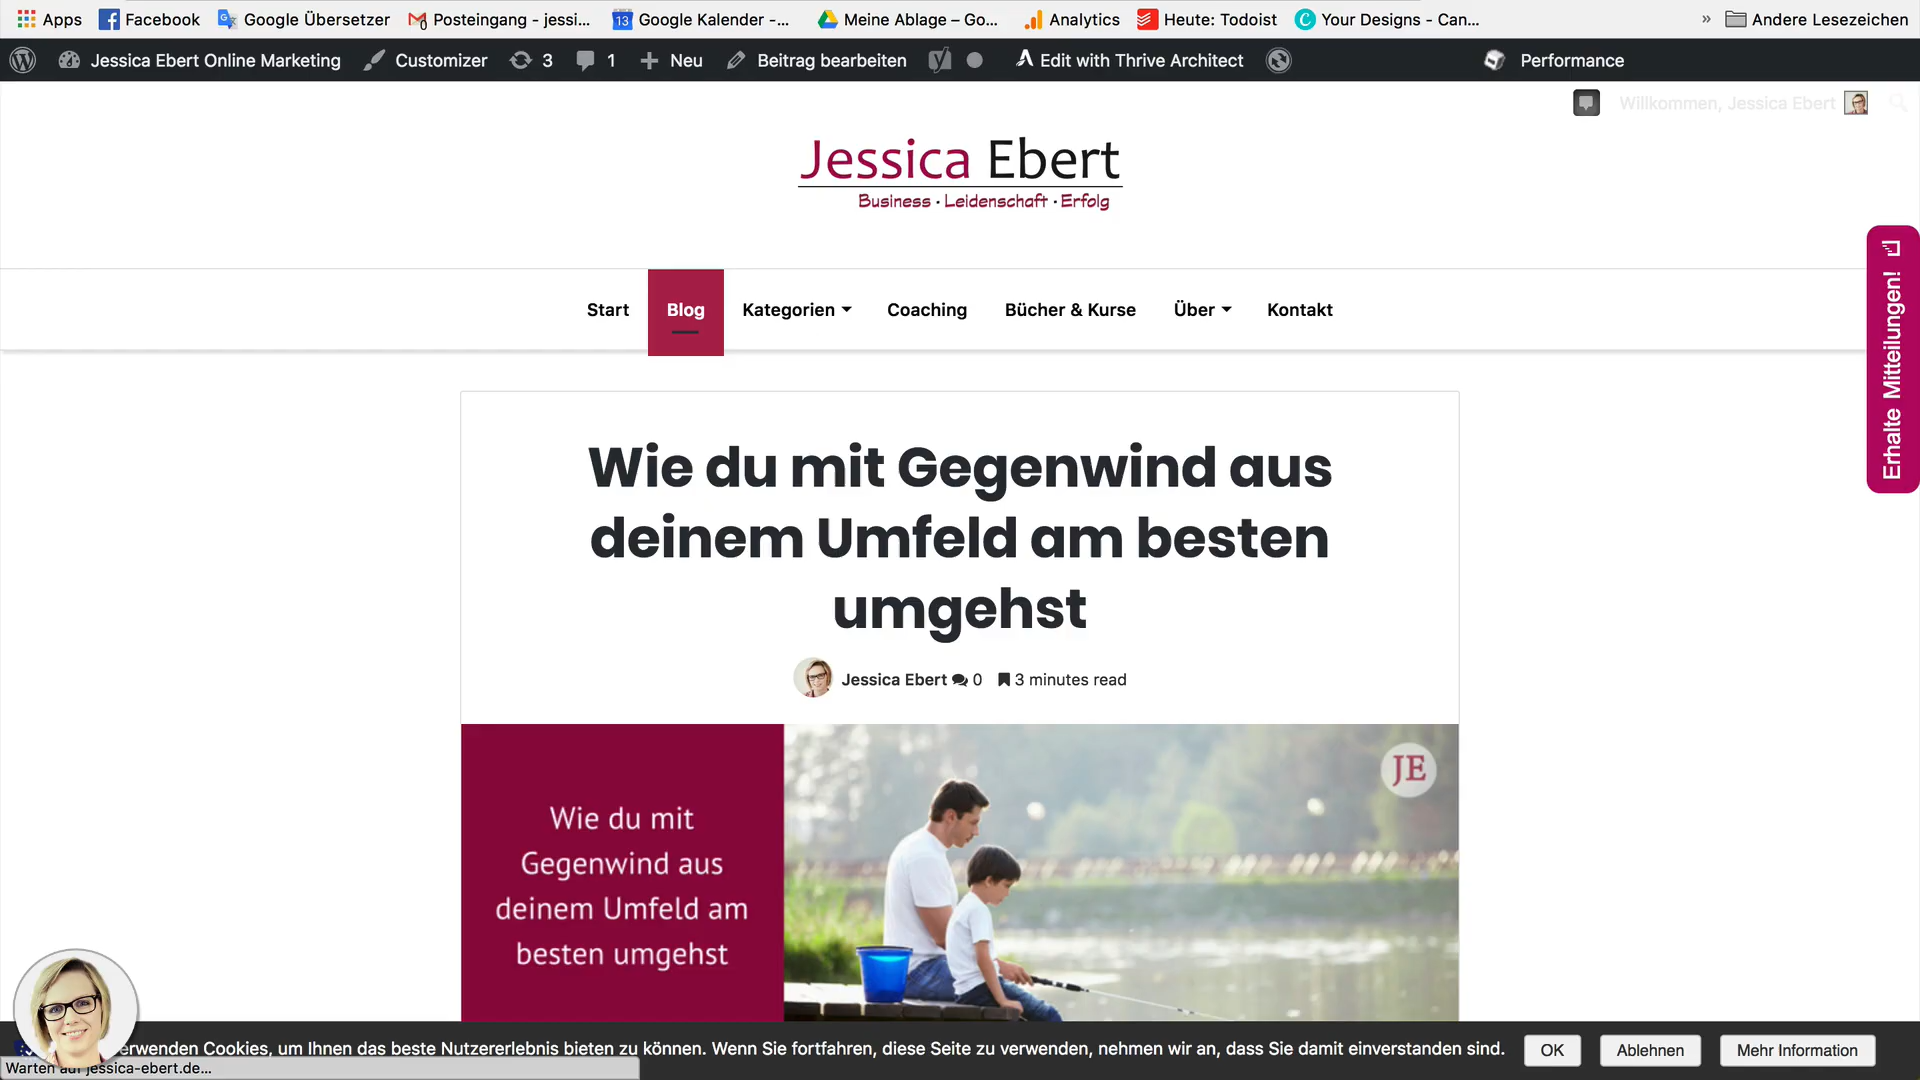 Apps Facebook Google Übersetzer Posteingang - jessi... 13 Google Kalender -... Meine Ablage – Go... Analytics Heute: Todoist C Your Designs - Can... » Andere Lesezeichen
Jessica Ebert Online Marketing Customizer 3 1 Neu Beitrag bearbeiten Edit with Thrive Architect Performance
Willkommen, Jessica Ebert
Jessica Ebert
Business · Leidenschaft · Erfolg
Erhalte Mitteilungen!
Start Blog Kategorien Coaching Bücher & Kurse Über Kontakt
Wie du mit Gegenwind aus
deinem Umfeld am besten
umgehst
Jessica Ebert 0 3 minutes read
JE
Wie du mit
Gegenwind aus
deinem Umfeld am
besten umgehst
erwenden Cookies, um Ihnen das beste Nutzererlebnis bieten zu können. Wenn Sie fortfahren, diese Seite zu verwenden, nehmen wir an, dass Sie damit einverstanden sind. OK Ablehnen Mehr Information
Warten auf jessica-ebert.de...